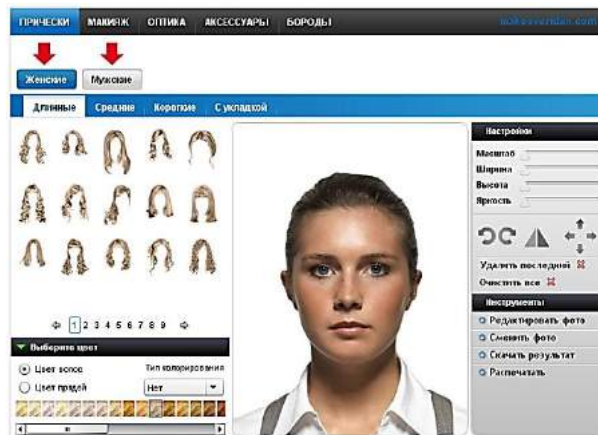 ПРИЧЕСКИ МАКИЯЖ ОПТИКА АКСЕССУАРЫ БОРОДЫ
Женские Мужские
Длинные Средние Короткие С укладкой
Настройки
Масштаб
Ширина
Высота
Яркость
Удалить последний
Очистить все
1 2 3 4 5 6 7 8 9
Инструменты
Редактировать фото
Сменить фото
Скачать результат
Распечатать
Выберите цвет
Цвет волос Тип колорирования
Цвет прядей Нет